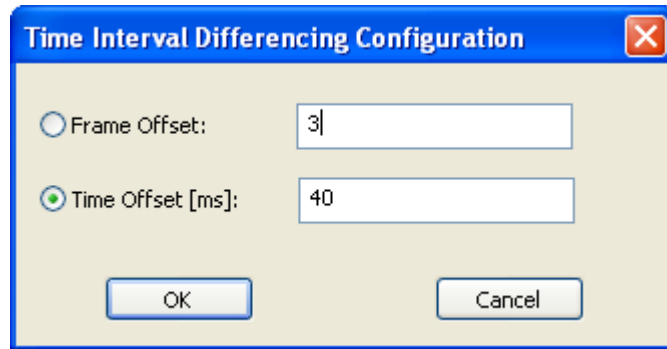 Time Interval Differencing Configuration
Frame Offset: 3
Time Offset [ms]: 40
OK Cancel